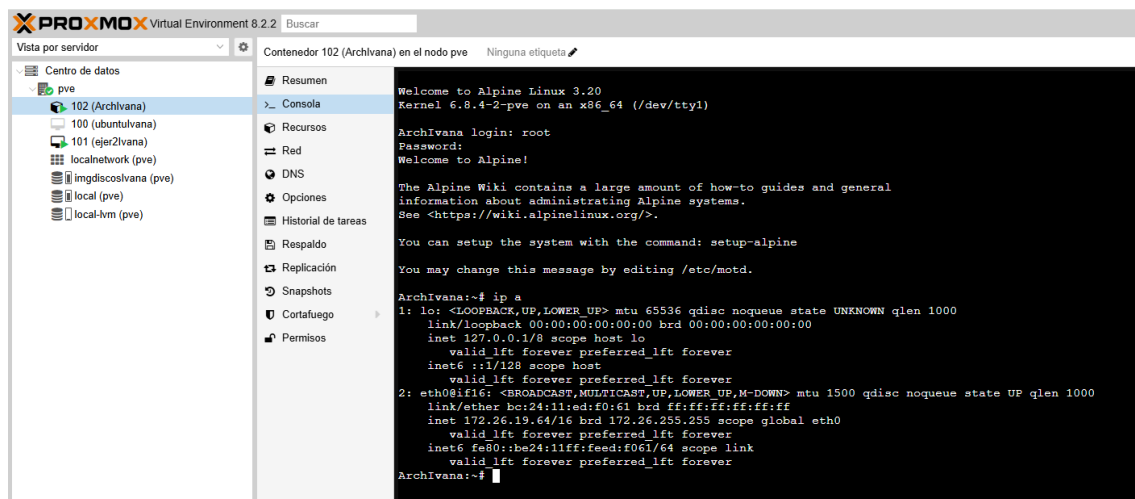 PROXMOX Virtual Environment 8.2.2 Buscar
Vista por servidor
Centro de datos
pve
102 (ArchIvana)
100 (ubuntuIvana)
101 (ejer2Ivana)
localnetwork (pve)
imgdiscosIvana (pve)
local (pve)
local-lvm (pve)
Contenedor 102 (ArchIvana) en el nodo pve Ninguna etiqueta
Resumen
>_ Consola
Recursos
Red
DNS
Opciones
Historial de tareas
Respaldo
Replicación
Snapshots
Cortafuego
Permisos
Welcome to Alpine Linux 3.20
Kernel 6.8.4-2-pve on an x86_64 (/dev/tty1)
ArchIvana login: root
Password:
Welcome to Alpine!
The Alpine Wiki contains a large amount of how-to guides and general
information about administrating Alpine systems.
See <https://wiki.alpinelinux.org/>.
You can setup the system with the command: setup-alpine
You may change this message by editing /etc/motd.
ArchIvana:~# ip a
1: lo: <LOOPBACK,UP,LOWER_UP> mtu 65536 qdisc noqueue state UNKNOWN qlen 1000
link/loopback 00:00:00:00:00:00 brd 00:00:00:00:00:00
inet 127.0.0.1/8 scope host lo
valid_lft forever preferred_lft forever
inet6 ::1/128 scope host
valid_lft forever preferred_lft forever
2: eth0@if16: <BROADCAST,MULTICAST,UP,LOWER_UP,M-DOWN> mtu 1500 qdisc noqueue state UP qlen 1000
link/ether bc:24:11:ed:f0:61 brd ff:ff:ff:ff:ff:ff
inet 172.26.19.64/16 brd 172.26.255.255 scope global eth0
valid_lft forever preferred_lft forever
inet6 fe80::be24:11ff:feed:f061/64 scope link
valid_lft forever preferred_lft forever
ArchIvana:~#